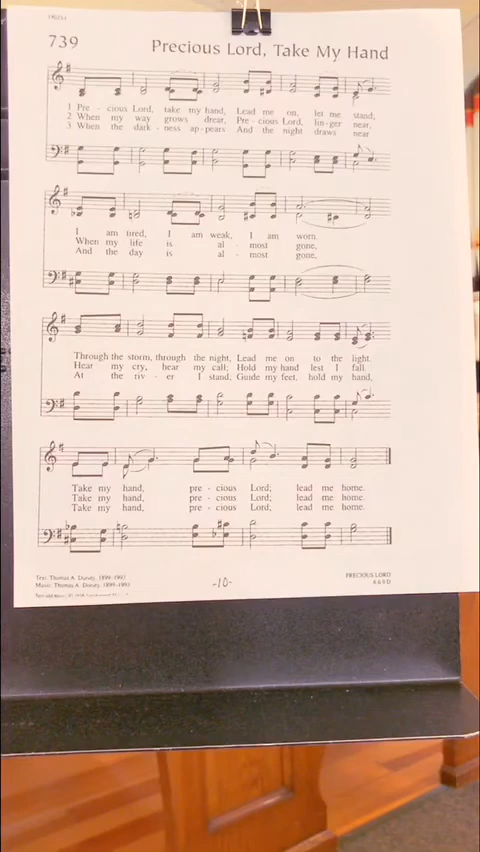 739
Precious Lord, Take My Hand
1 Pre - cious Lord, take my hand, Lead me on, let me stand;
2 When my way grows drear, Pre - cious Lord, lin - ger near,
3 When the dark - ness ap - pears And the night draws near
I am tired, I am weak, I am worn.
When my life is al - most gone,
And the day is al - most gone,
Through the storm, through the night, Lead me on to the light.
Hear my cry, hear my call; Hold my hand lest I fall.
At the riv - er I stand, Guide my feet, hold my hand,
Take my hand, pre - cious Lord; lead me home.
Take my hand, pre - cious Lord; lead me home.
Take my hand, pre - cious Lord; lead me home.
Text: Thomas A. Dorsey, 1899-1993
Music: Thomas A. Dorsey, 1899-1993
-10-
PRECIOUS LORD
6 6 9 D